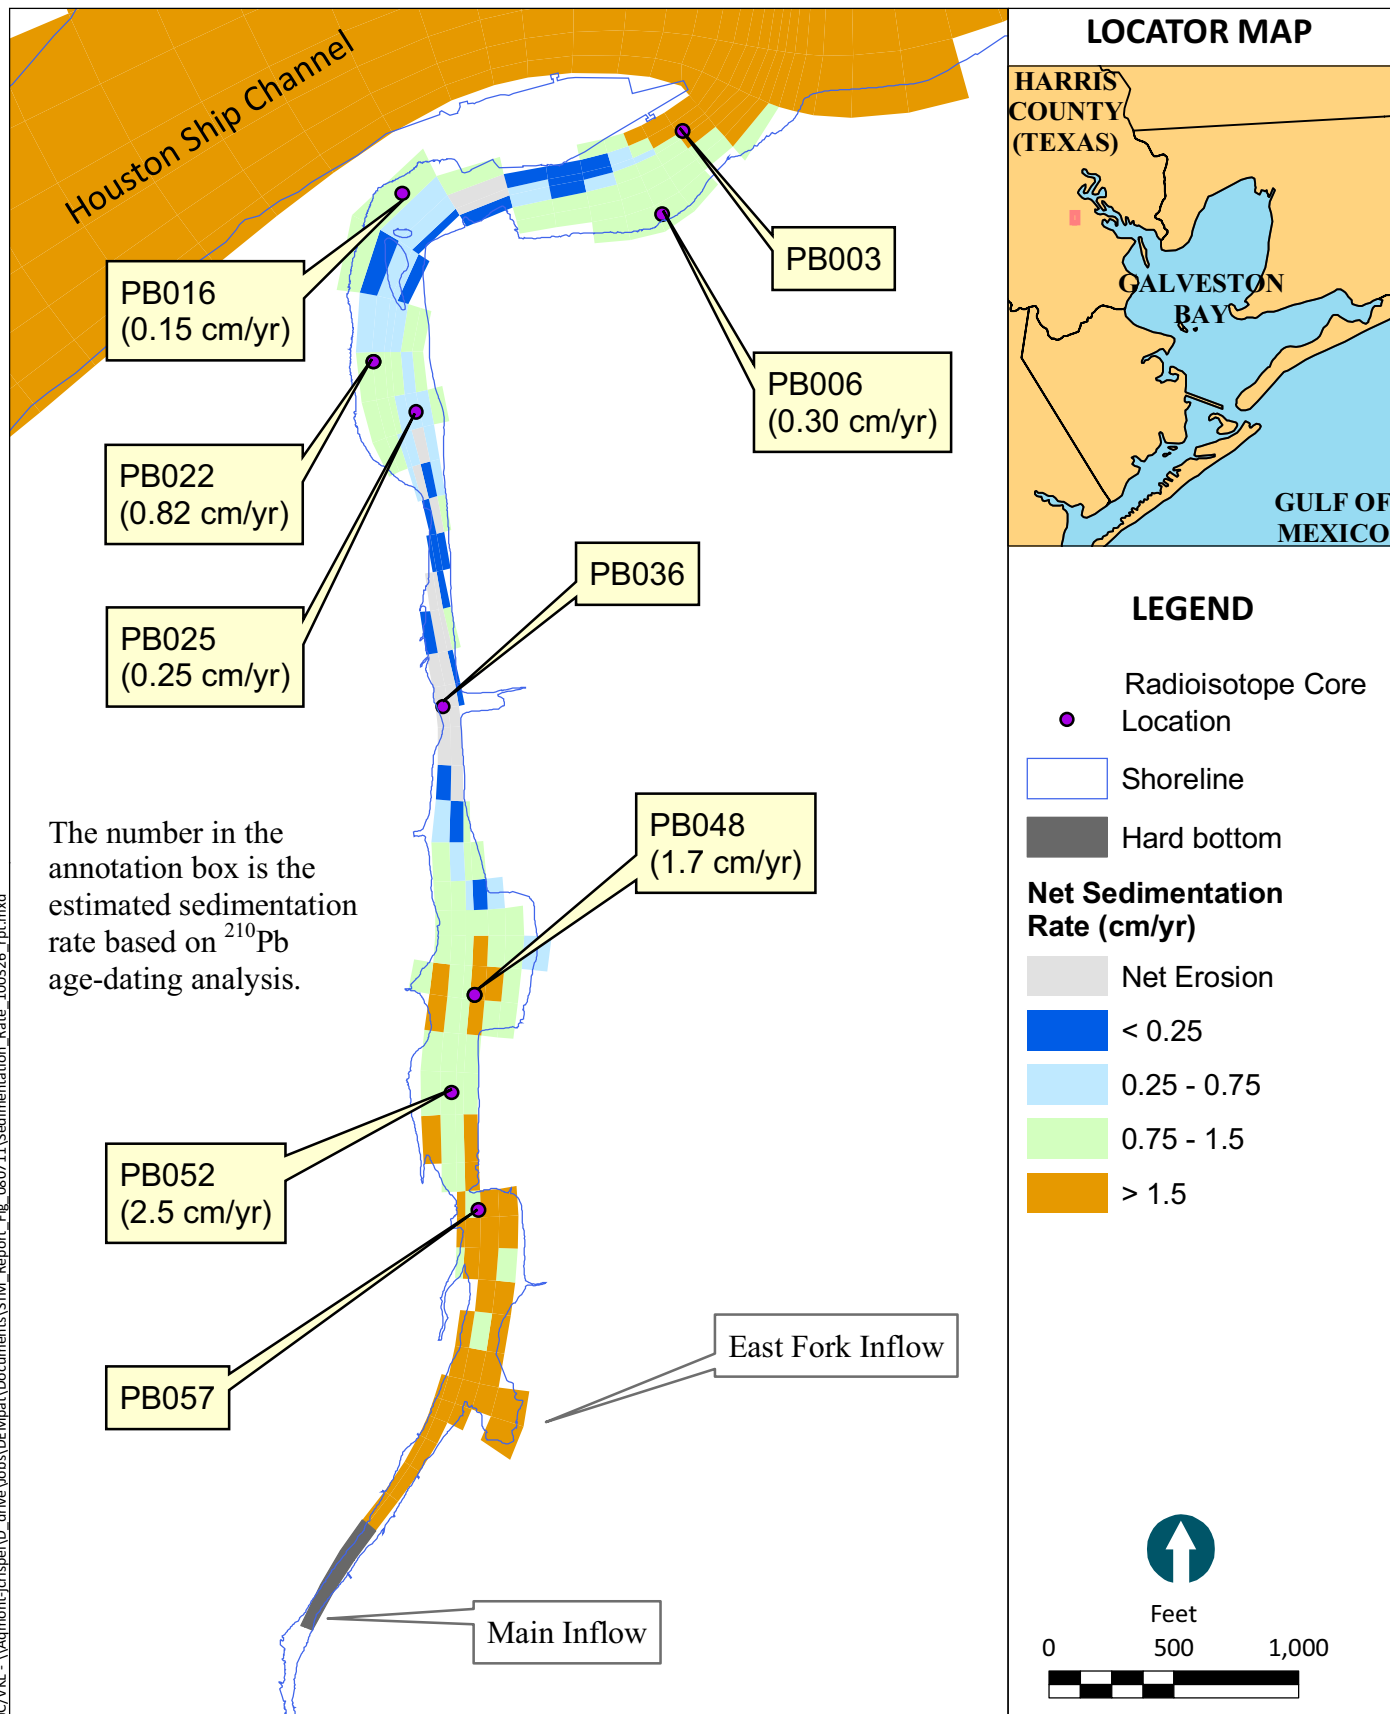 Houston Ship Channel
PB003
PB016
(0.15 cm/yr)
PB006
(0.30 cm/yr)
PB022
(0.82 cm/yr)
PB025
(0.25 cm/yr)
PB036
The number in the
annotation box is the
estimated sedimentation
rate based on ²¹⁰Pb
age-dating analysis.
PB048
(1.7 cm/yr)
PB052
(2.5 cm/yr)
PB057
East Fork Inflow
Main Inflow
LOCATOR MAP
HARRIS
COUNTY
(TEXAS)
GALVESTON
BAY
GULF OF
MEXICO
LEGEND
Radioisotope Core
Location
Shoreline
Hard bottom
Net Sedimentation
Rate (cm/yr)
Net Erosion
< 0.25
0.25 - 0.75
0.75 - 1.5
> 1.5
Feet
0 500 1,000